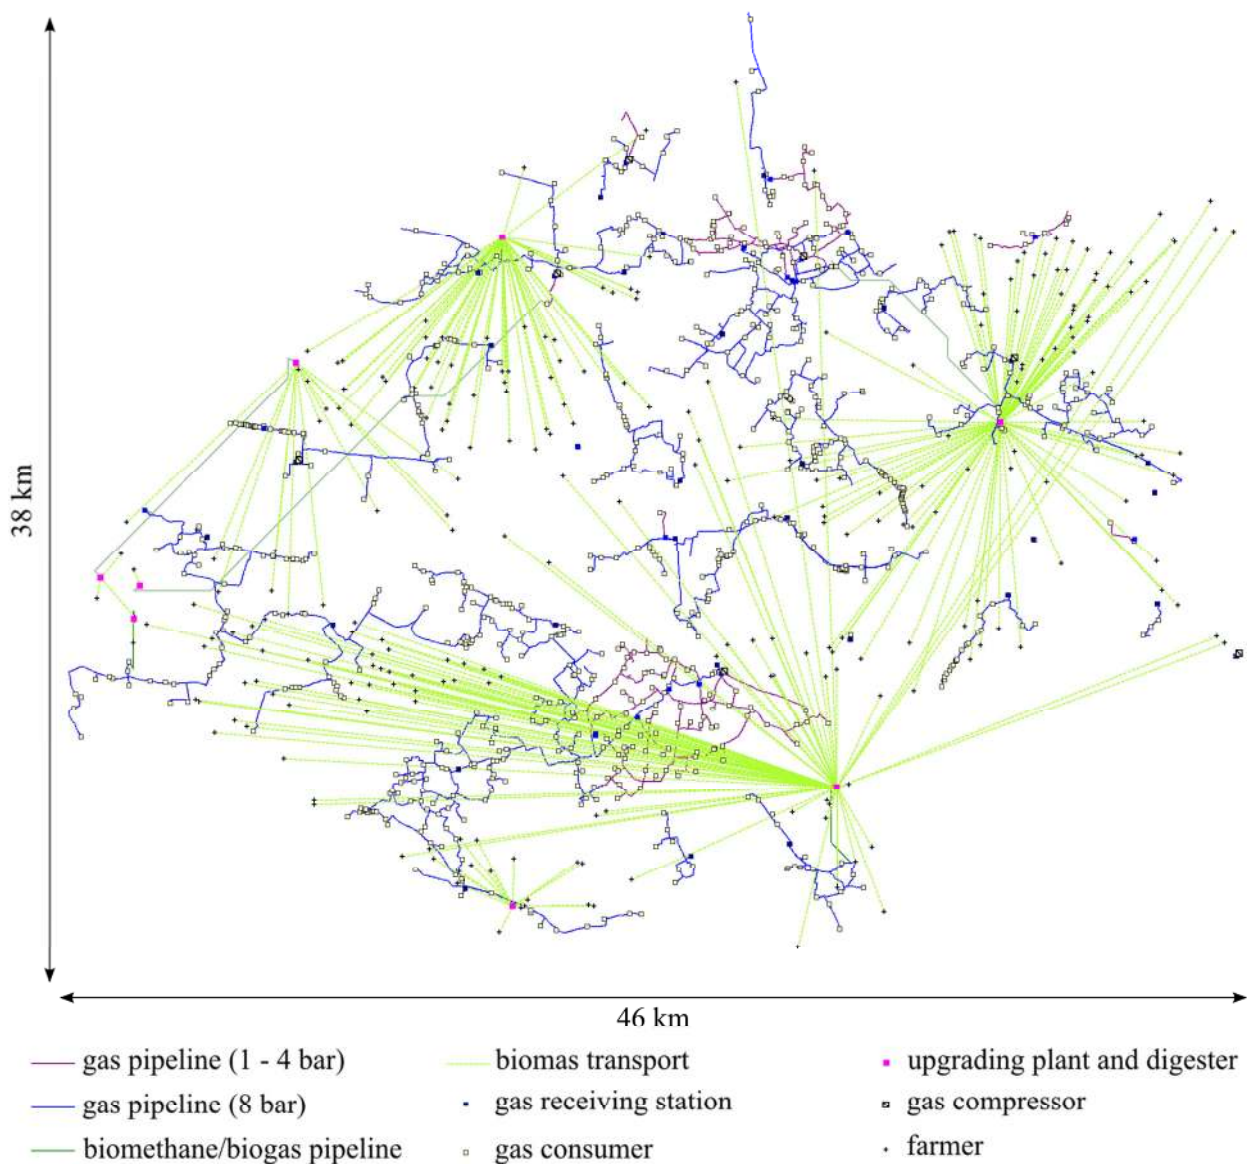 38 km
46 km
gas pipeline (1 - 4 bar)
biomas transport
upgrading plant and digester
gas pipeline (8 bar)
gas receiving station
gas compressor
biomethane/biogas pipeline
gas consumer
farmer